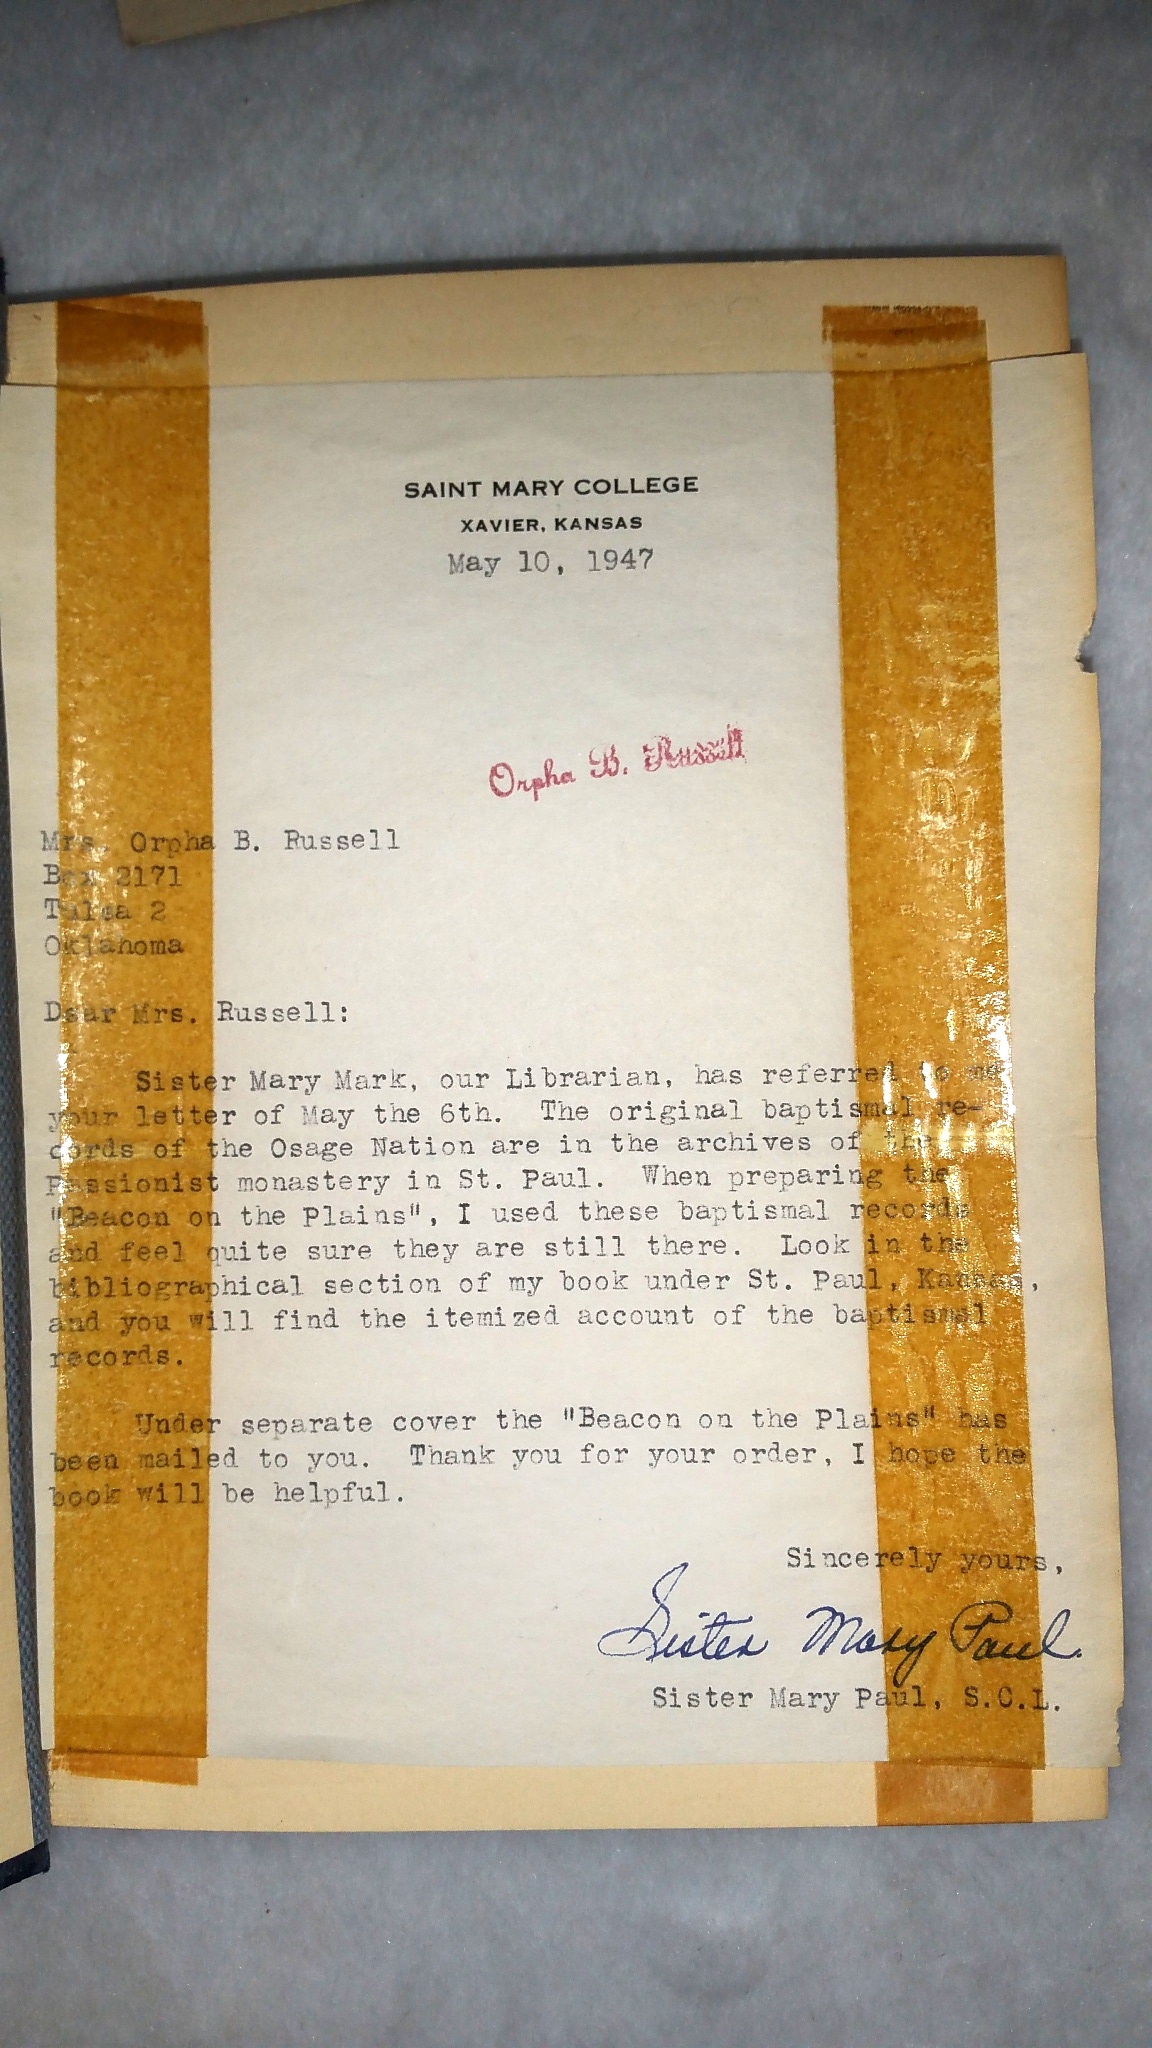 SAINT MARY COLLEGE
XAVIER, KANSAS
May 10, 1947
Orpha B. Russell
Mrs. Orpha B. Russell
Box 2171
Tulsa 2
Oklahoma
Dear Mrs. Russell:
Sister Mary Mark, our Librarian, has referred to me
your letter of May the 6th. The original baptismal re-
cords of the Osage Nation are in the archives of the
Passionist monastery in St. Paul. When preparing the
"Beacon on the Plains", I used these baptismal records
and feel quite sure they are still there. Look in the
bibliographical section of my book under St. Paul, Kansas,
and you will find the itemized account of the baptismal
records.
Under separate cover the "Beacon on the Plains" has
been mailed to you. Thank you for your order, I hope the
book will be helpful.
Sincerely yours,
Sister Mary Paul.
Sister Mary Paul, S.C.L.